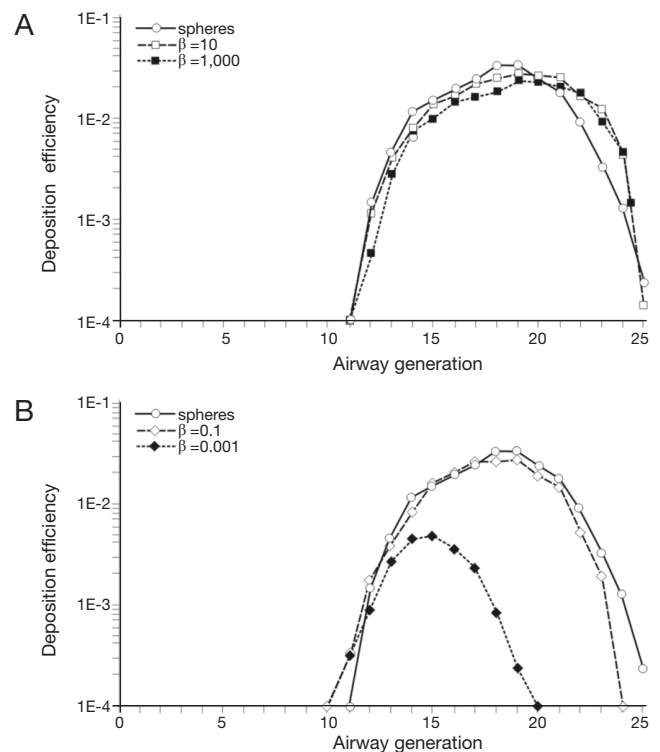 A
1E-1
spheres
β =10
β =1,000
1E-2
1E-3
1E-4
Deposition efficiency
0 5 10 15 20 25
Airway generation
B
1E-1
spheres
β =0.1
β =0.001
1E-2
1E-3
1E-4
Deposition efficiency
0 5 10 15 20 25
Airway generation